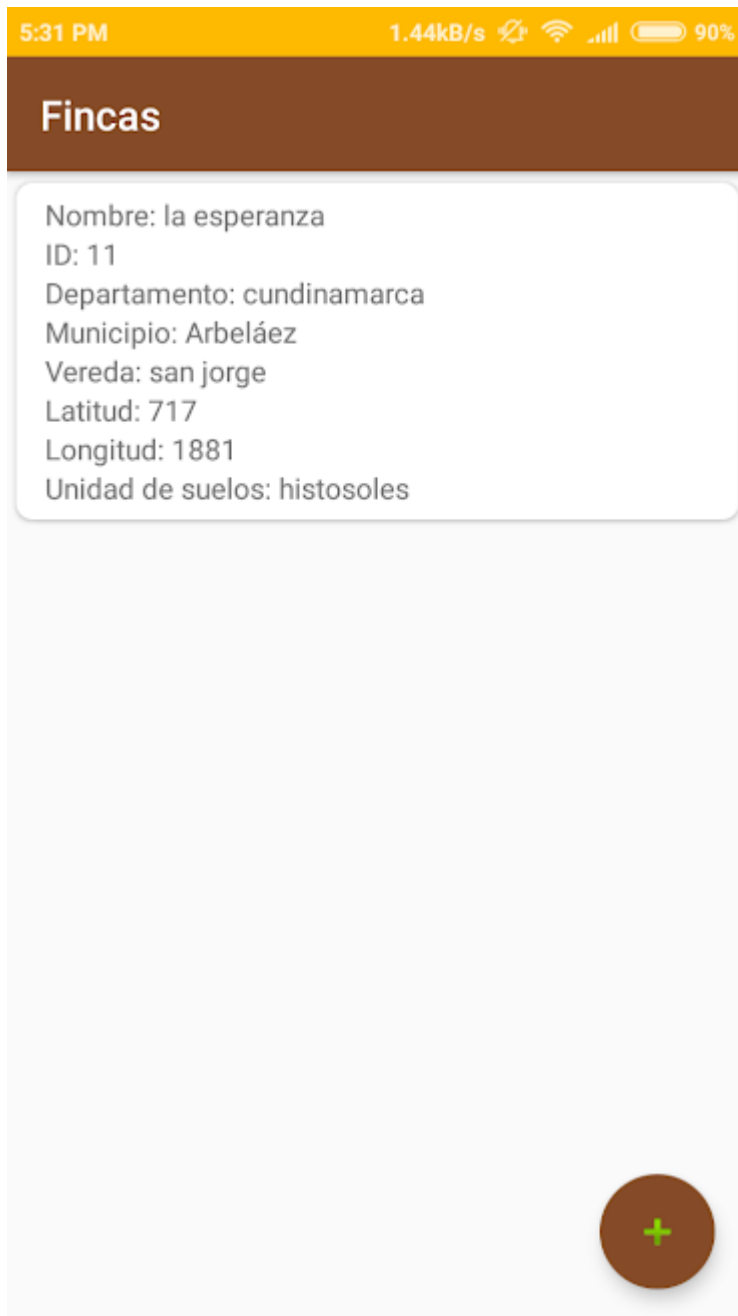 5:31 PM 1.44kB/s 90%
Fincas
Nombre: la esperanza
ID: 11
Departamento: cundinamarca
Municipio: Arbeláez
Vereda: san jorge
Latitud: 717
Longitud: 1881
Unidad de suelos: histosoles
+